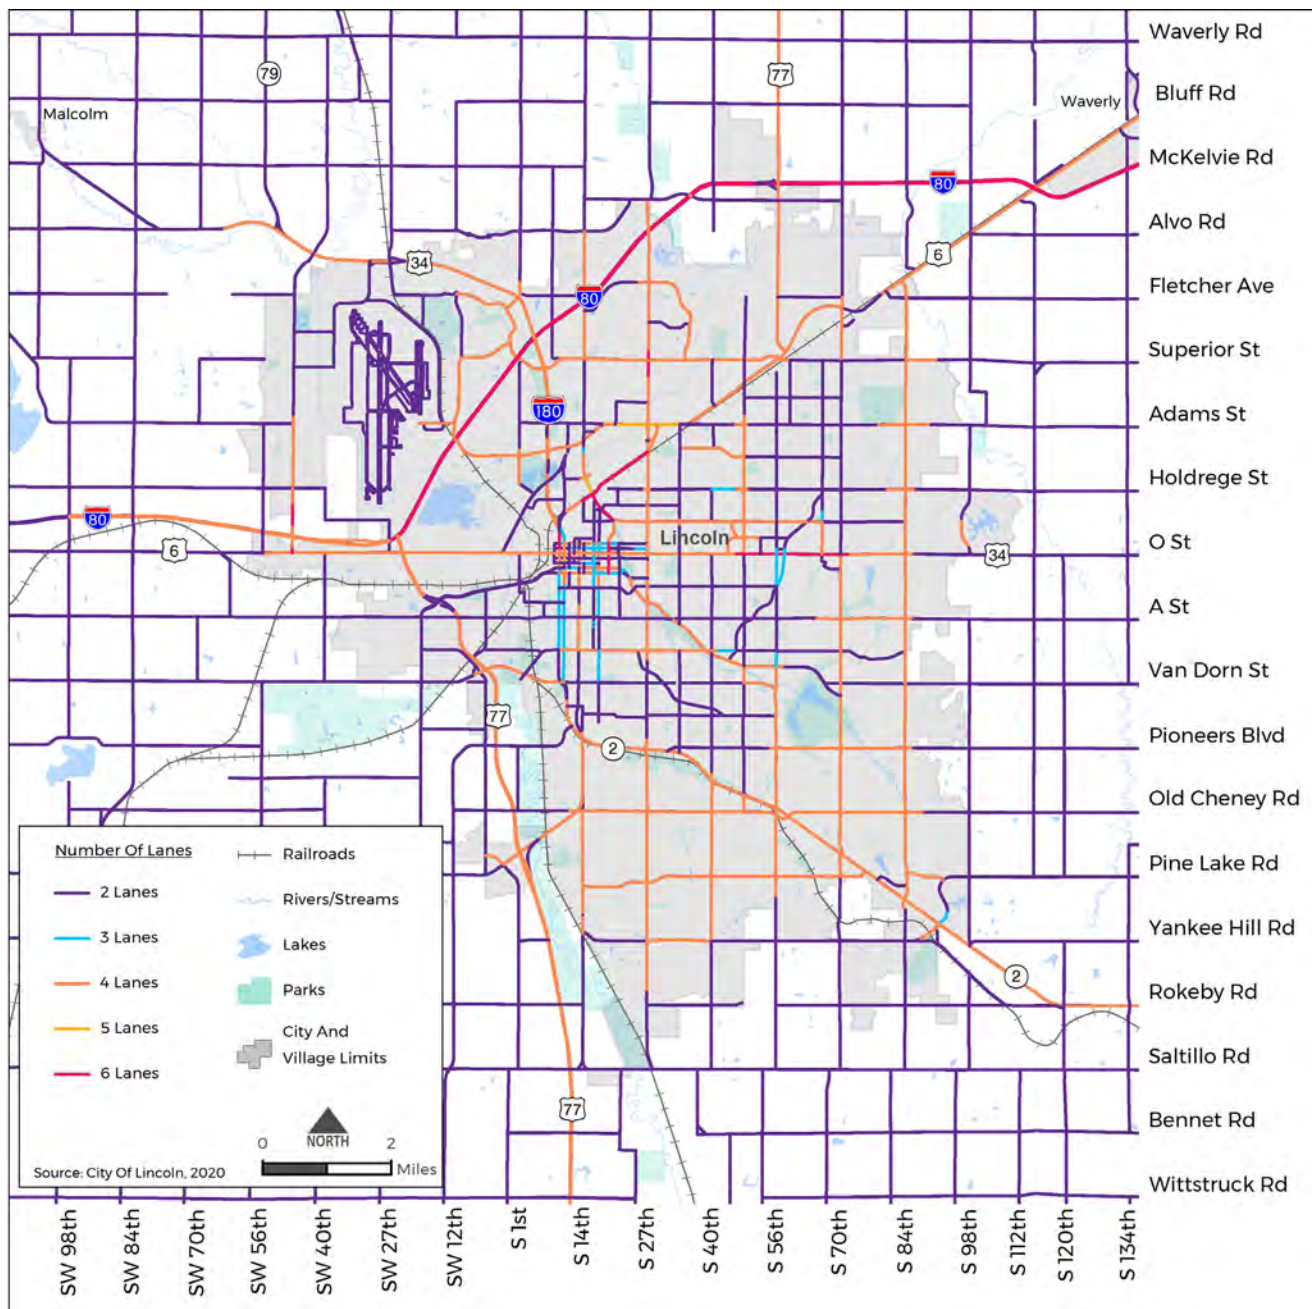 Waverly Rd
79
77
Bluff Rd
Malcolm
Waverly
McKelvie Rd
80
Alvo Rd
34
6
Fletcher Ave
80
Superior St
180
Adams St
Holdrege St
80
6
Lincoln
O St
34
A St
Van Dorn St
77
2
Pioneers Blvd
Old Cheney Rd
Number Of Lanes
2 Lanes
3 Lanes
4 Lanes
5 Lanes
6 Lanes
Railroads
Rivers/Streams
Lakes
Parks
City And
Village Limits
Pine Lake Rd
Yankee Hill Rd
2
Rokeby Rd
Saltillo Rd
77
Bennet Rd
0
NORTH
2
Miles
Source: City Of Lincoln, 2020
Wittstruck Rd
SW 98th
SW 84th
SW 70th
SW 56th
SW 40th
SW 27th
SW 12th
S 1st
S 14th
S 27th
S 40th
S 56th
S 70th
S 84th
S 98th
S 112th
S 120th
S 134th